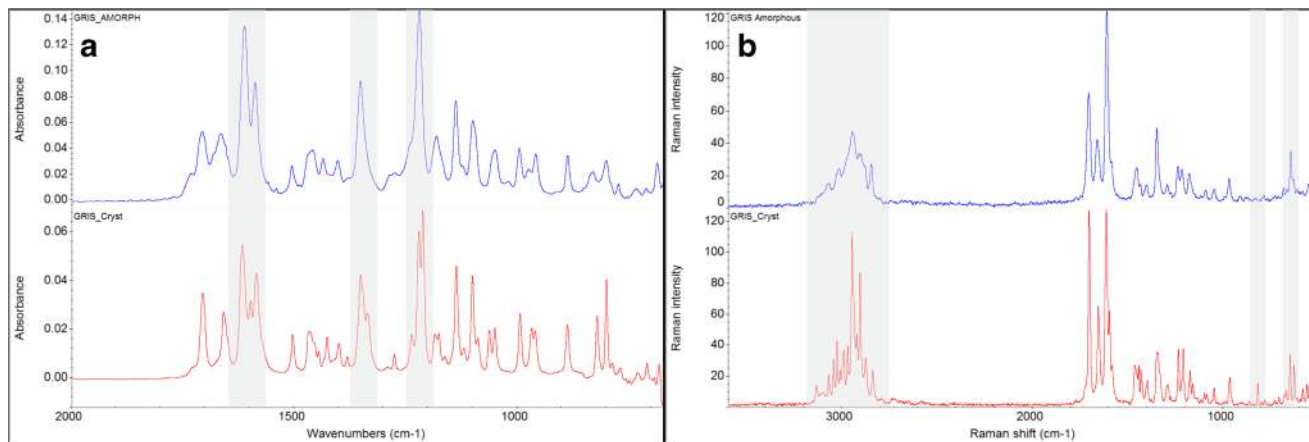 a
GRIS_AMORPH
Absorbance
0.14
0.12
0.10
0.08
0.06
0.04
0.02
0.00
GRIS_Cryst
Absorbance
0.06
0.04
0.02
0.00
2000
1500
1000
Wavenumbers (cm-1)
b
GRIS Amorphous
Raman intensity
120
100
80
60
40
20
0
GRIS_Cryst
Raman intensity
120
100
80
60
40
20
3000
2000
1000
Raman shift (cm-1)